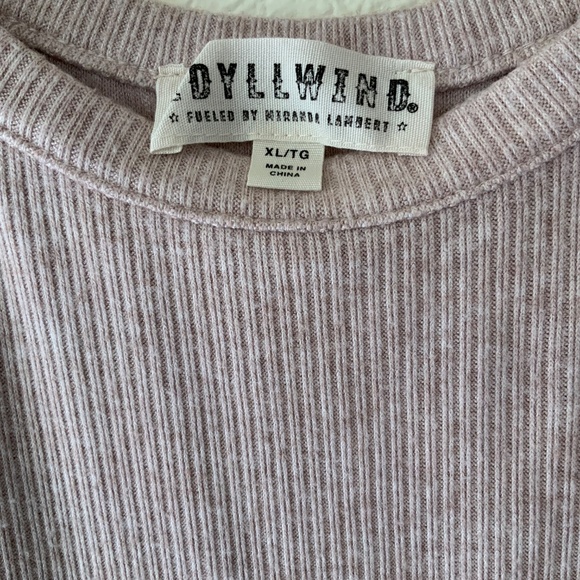 IDYLLWIND®
☆ FUELED BY MIRANDA LAMBERT ☆
XL/TG
MADE IN
CHINA